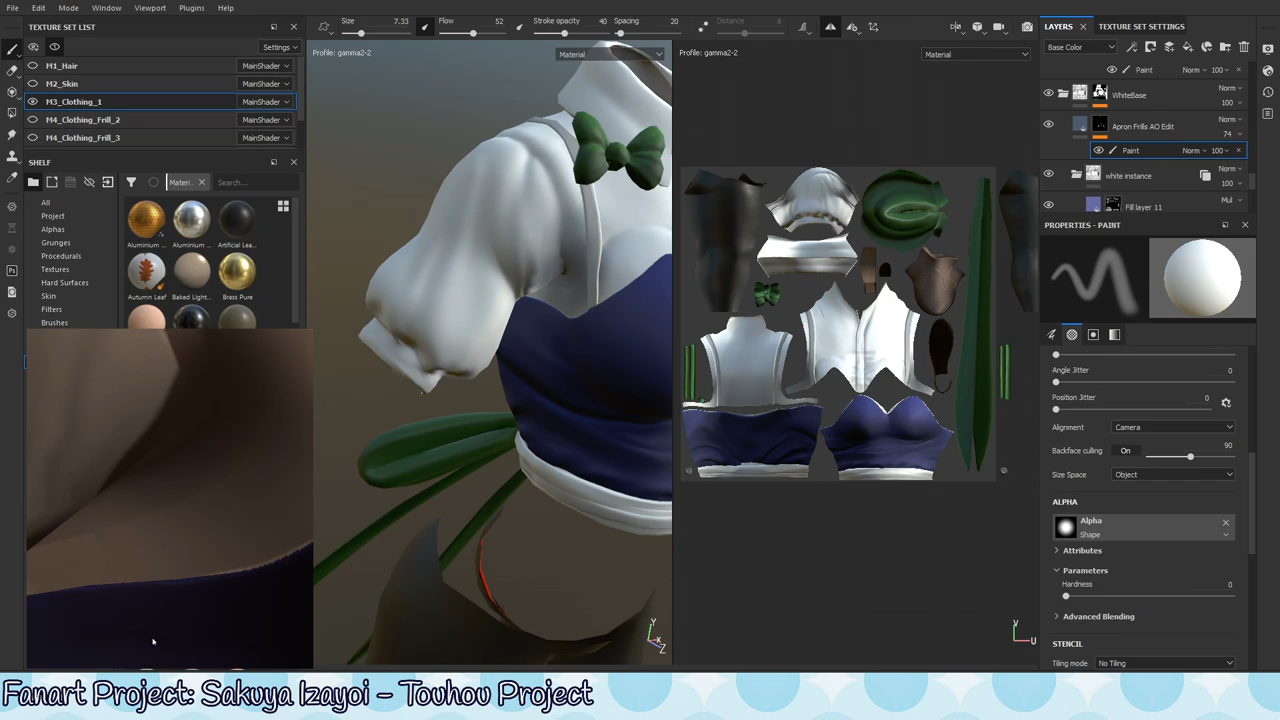 File Edit Mode Window Viewport Plugins Help
TEXTURE SET LIST
Settings
M1_Hair MainShader
M2_Skin MainShader
M3_Clothing_1 MainShader
M4_Clothing_Frill_2 MainShader
M4_Clothing_Frill_3 MainShader
SHELF
Materi... Search...
All
Project
Alphas
Grunges
Procedurals
Textures
Hard Surfaces
Skin
Filters
Brushes
Aluminium ... Aluminium ... Artificial Lea...
Autumn Leaf Baked Light... Brass Pure
Size 7.33 Flow 52 Stroke opacity 40 Spacing 20 Distance 8
Profile: gamma2-2 Material
Profile: gamma2-2 Material
Y
X
Z
V
U
LAYERS TEXTURE SET SETTINGS
Base Color
Paint Norm 100
WhiteBase Norm 100
Apron Frills AO Edit Norm 74
Paint Norm 100
white instance Norm 100
Fill layer 11 Mul
PROPERTIES - PAINT
Angle Jitter 0
Position Jitter 0
Alignment Camera
Backface culling On 90
Size Space Object
ALPHA
Alpha
Shape
Attributes
Parameters
Hardness 0
Advanced Blending
STENCIL
Tiling mode No Tiling
Fanart Project: Sakuya Izayoi - Touhou Project